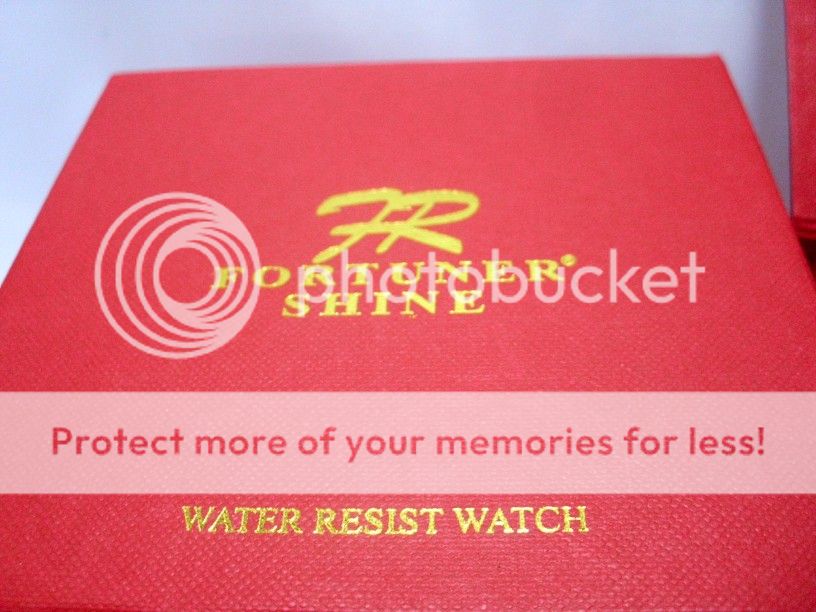 FR
FORTUNER®
SHINE
photobucket
Protect more of your memories for less!
WATER RESIST WATCH